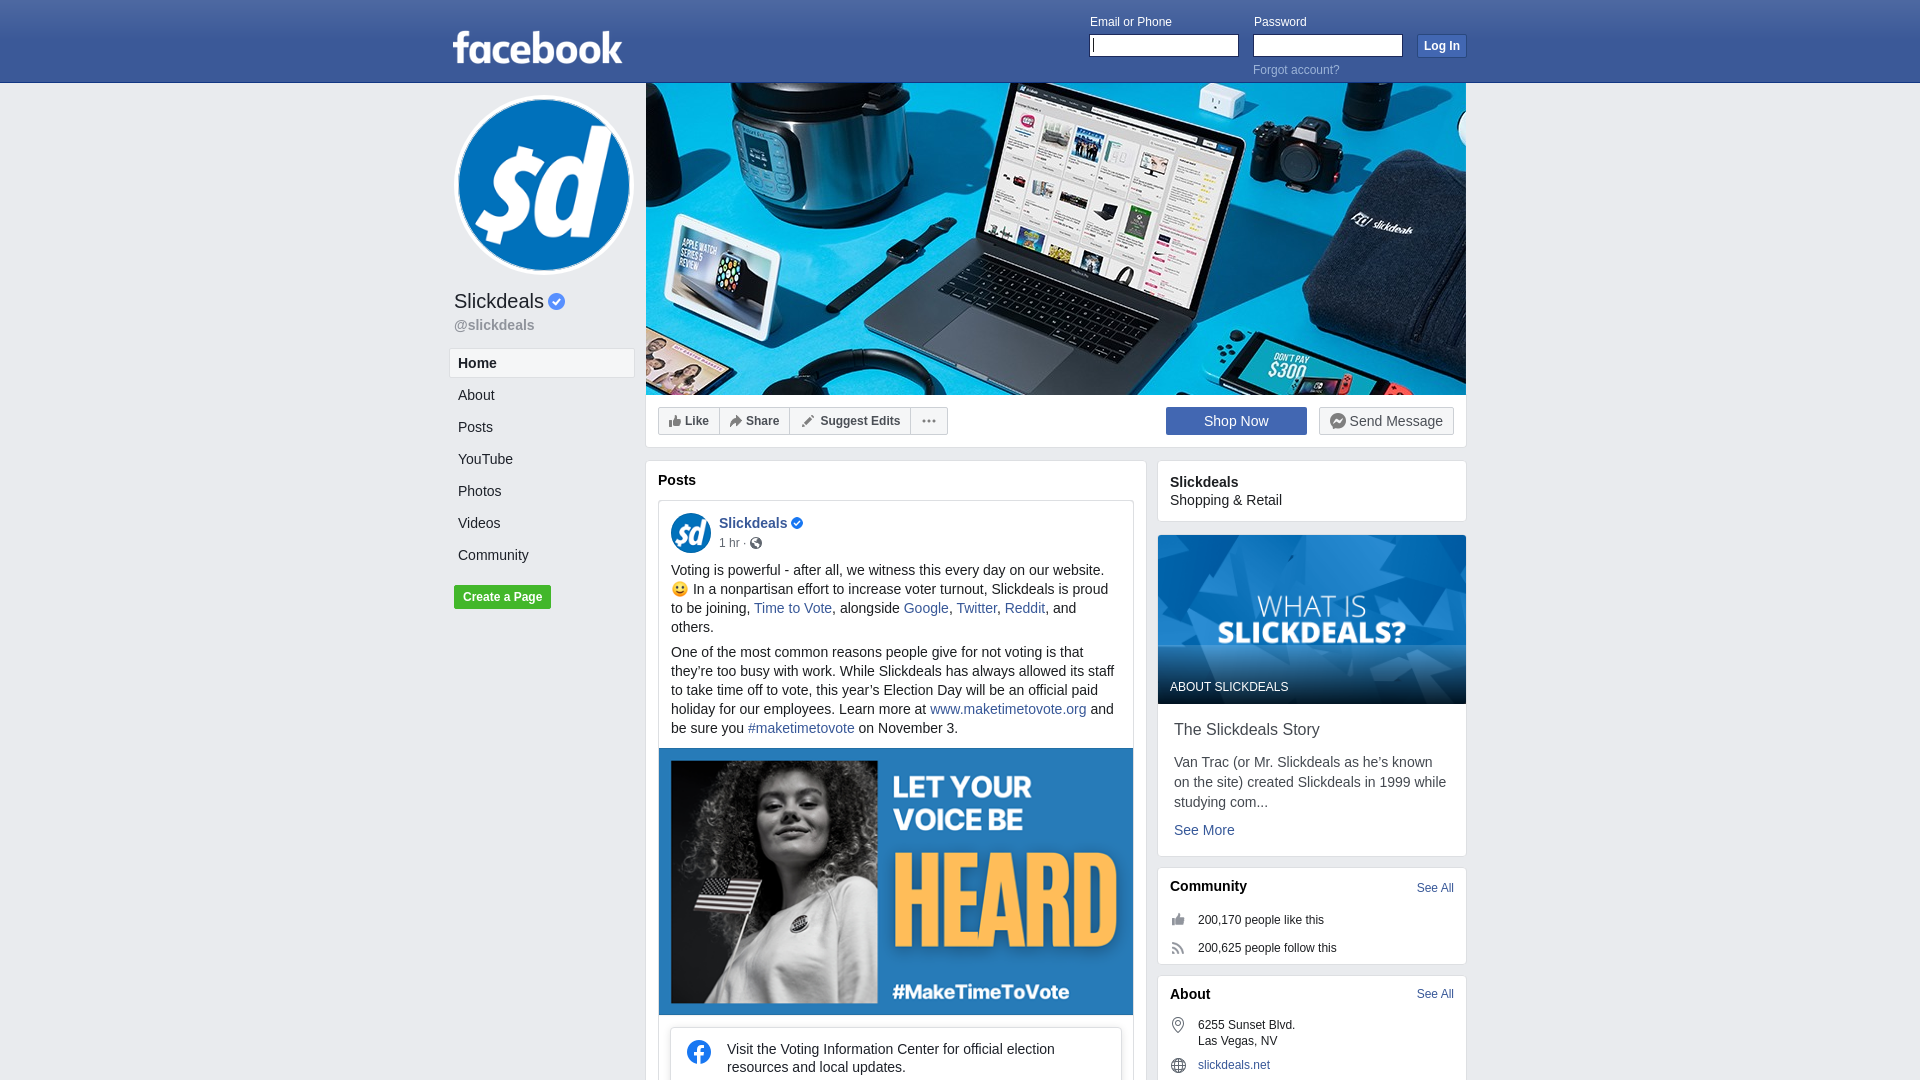 facebook
Email or Phone
Password
Log In
Forgot account?
$d
Slickdeals
@slickdeals
Home
About
Posts
YouTube
Photos
Videos
Community
Create a Page
APPLE WATCH
SERIES 5
REVIEW
slickdeals
DON'T PAY
$300
Like
Share
Suggest Edits
Shop Now
Send Message
Posts
$d
Slickdeals
1 hr ·
Voting is powerful - after all, we witness this every day on our website.
🙂 In a nonpartisan effort to increase voter turnout, Slickdeals is proud
to be joining, Time to Vote, alongside Google, Twitter, Reddit, and
others.
One of the most common reasons people give for not voting is that
they’re too busy with work. While Slickdeals has always allowed its staff
to take time off to vote, this year’s Election Day will be an official paid
holiday for our employees. Learn more at www.maketimetovote.org and
be sure you #maketimetovote on November 3.
LET YOUR
VOICE BE
HEARD
#MakeTimeToVote
Visit the Voting Information Center for official election
resources and local updates.
Slickdeals
Shopping & Retail
WHAT IS
SLICKDEALS?
ABOUT SLICKDEALS
The Slickdeals Story
Van Trac (or Mr. Slickdeals as he’s known
on the site) created Slickdeals in 1999 while
studying com...
See More
Community
See All
200,170 people like this
200,625 people follow this
About
See All
6255 Sunset Blvd.
Las Vegas, NV
slickdeals.net